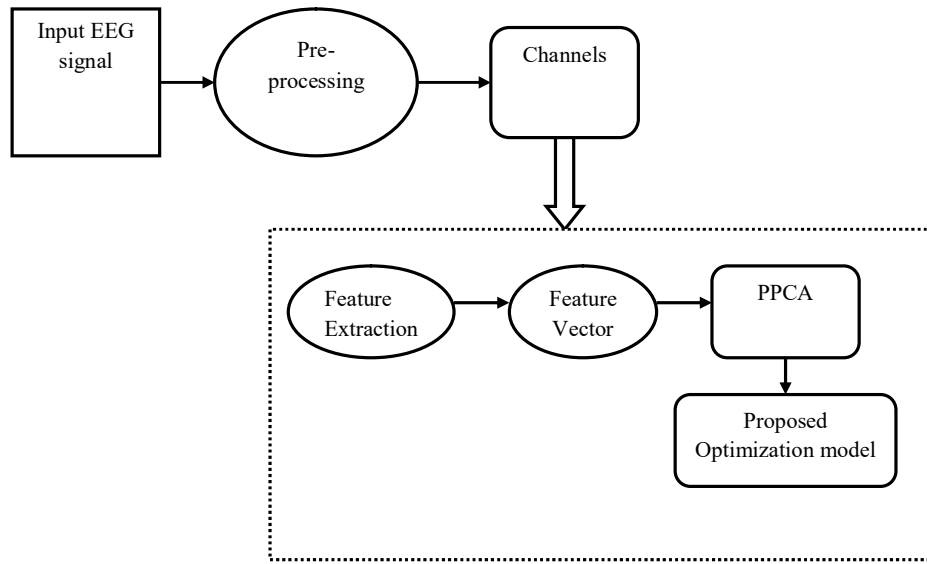 Input EEG
signal
Pre-
processing
Channels
Feature
Extraction
Feature
Vector
PPCA
Proposed
Optimization model